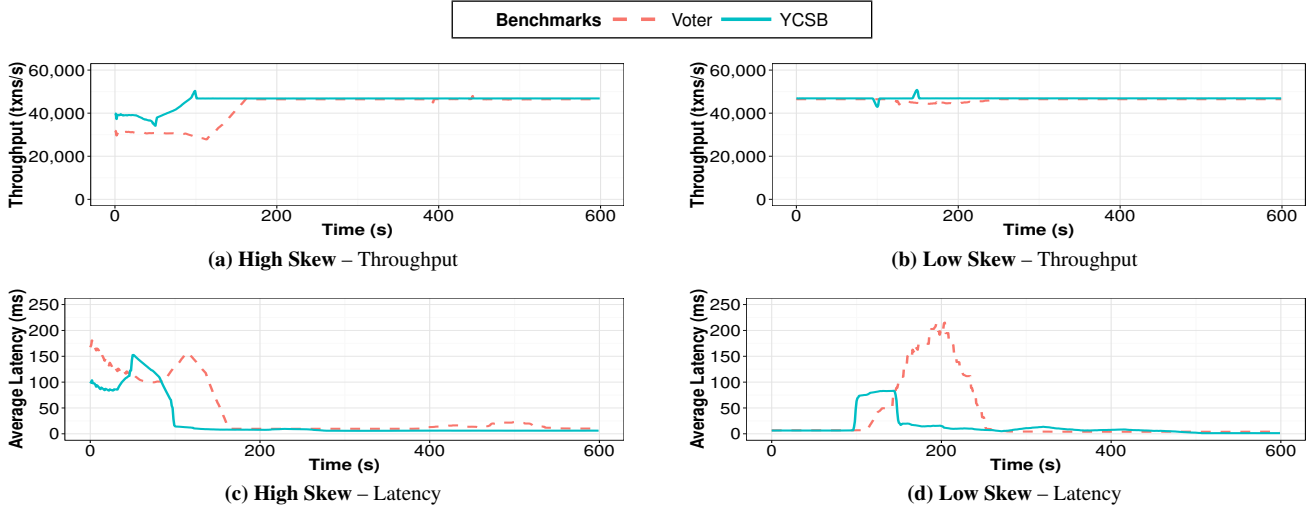 Benchmarks Voter YCSB
Throughput (txns/s)
60,000
40,000
20,000
0
0 200 400 600
Time (s)
(a) High Skew – Throughput
Throughput (txns/s)
60,000
40,000
20,000
0
0 200 400 600
Time (s)
(b) Low Skew – Throughput
Average Latency (ms)
250
200
150
100
50
0
0 200 400 600
Time (s)
(c) High Skew – Latency
Average Latency (ms)
250
200
150
100
50
0
0 200 400 600
Time (s)
(d) Low Skew – Latency